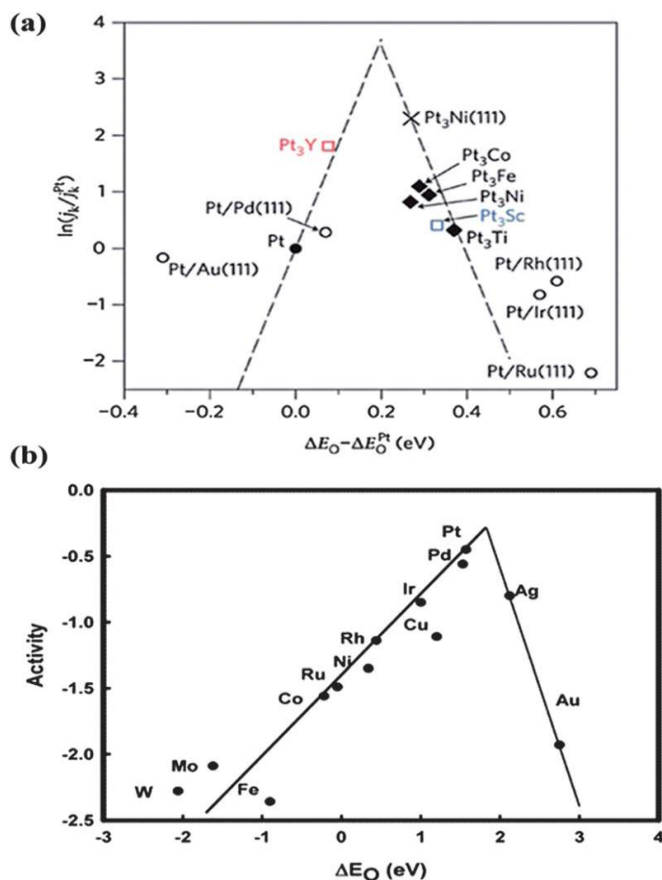 (a)
4
3
2
1
0
−1
−2
ln(jk/jkPt)
Pt3Ni(111)
Pt3Y
Pt3Co
Pt3Fe
Pt/Pd(111)
Pt3Ni
Pt3Sc
Pt
Pt3Ti
Pt/Au(111)
Pt/Rh(111)
Pt/Ir(111)
Pt/Ru(111)
−0.4 −0.2 0.0 0.2 0.4 0.6
ΔEO−ΔEOPt (eV)
(b)
0.0
-0.5
-1.0
-1.5
-2.0
-2.5
Activity
Pt
Pd
Ir
Ag
Cu
Rh
Ni
Ru
Co
Au
Mo
W
Fe
-3 -2 -1 0 1 2 3 4
ΔEO (eV)